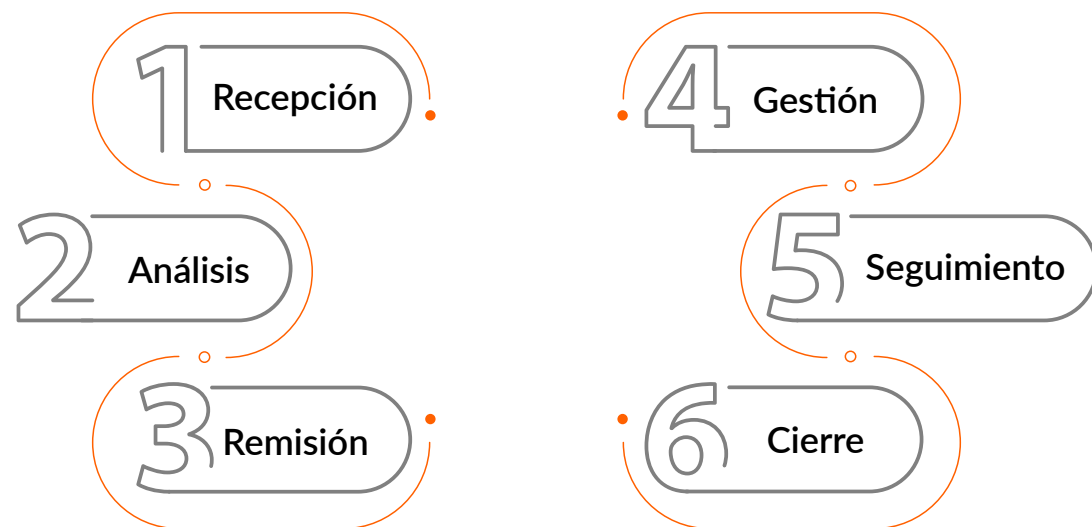 1 Recepción
2 Análisis
3 Remisión
4 Gestión
5 Seguimiento
6 Cierre